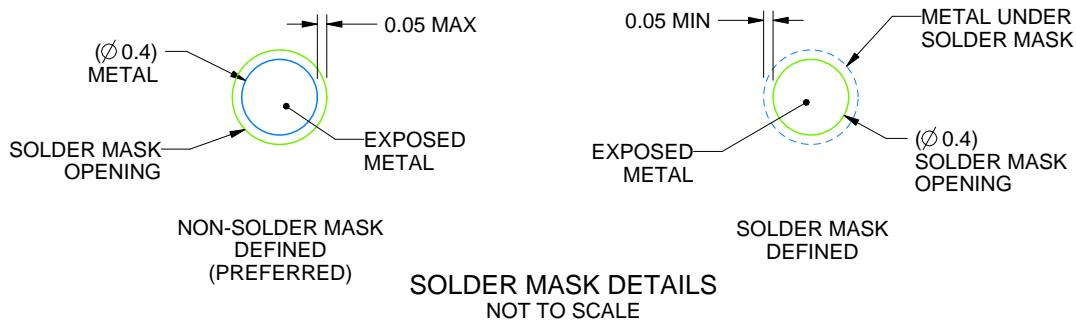 0.05 MAX
(∅ 0.4)
METAL
SOLDER MASK
OPENING
EXPOSED
METAL
NON-SOLDER MASK
DEFINED
(PREFERRED)
0.05 MIN
METAL UNDER
SOLDER MASK
EXPOSED
METAL
(∅ 0.4)
SOLDER MASK
OPENING
SOLDER MASK
DEFINED
SOLDER MASK DETAILS
NOT TO SCALE